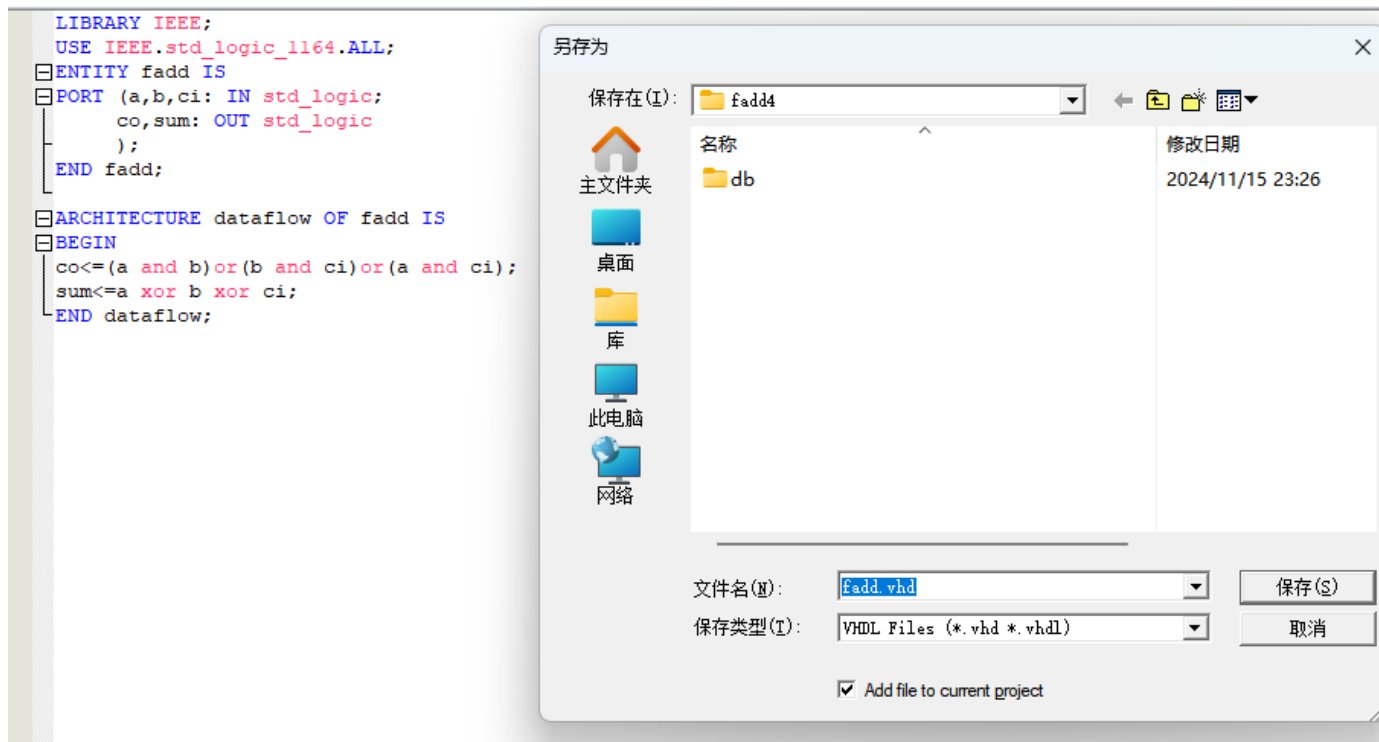 LIBRARY IEEE;
USE IEEE.std_logic_1164.ALL;
ENTITY fadd IS
PORT (a,b,ci: IN std_logic;
co,sum: OUT std_logic
);
END fadd;
ARCHITECTURE dataflow OF fadd IS
BEGIN
co<=(a and b)or(b and ci)or(a and ci);
sum<=a xor b xor ci;
END dataflow;
另存为
保存在(I):
fadd4
主文件夹
桌面
库
此电脑
网络
名称
修改日期
db
2024/11/15 23:26
文件名(N):
fadd.vhd
保存(S)
保存类型(T):
VHDL Files (*.vhd *.vhdl)
取消
Add file to current project